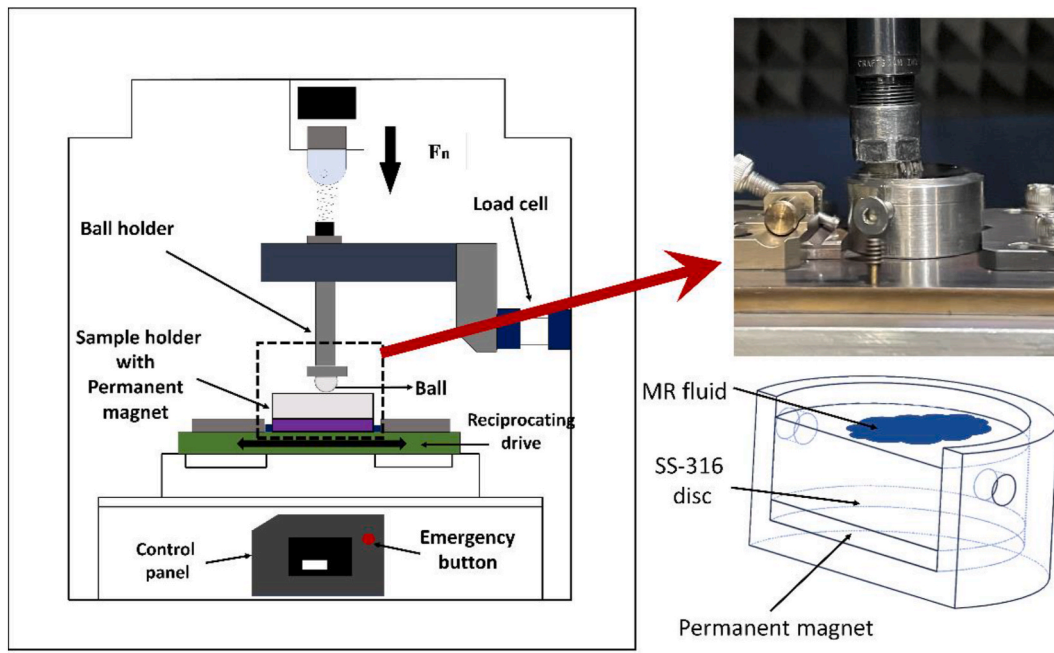 Fn
Load cell
Ball holder
Sample holder
with
Permanent
magnet
Ball
Reciprocating
drive
Control
panel
Emergency
button
MR fluid
SS-316
disc
Permanent magnet